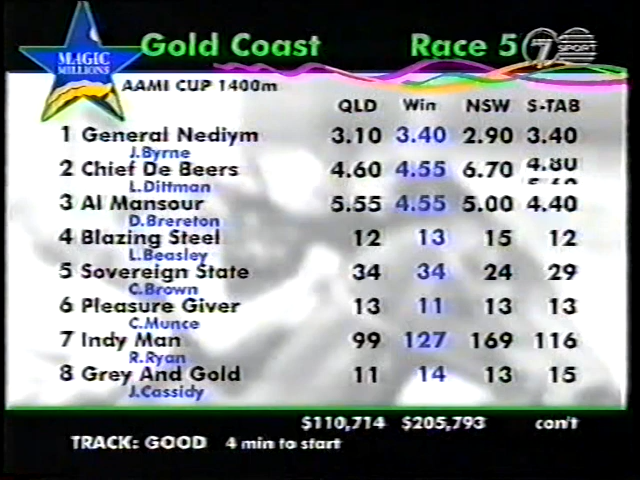 MAGIC MILLIONS
Gold Coast Race 5 7 SPORT
AAMI CUP 1400m
QLD Win NSW S-TAB
1 General Nediym 3.10 3.40 2.90 3.40
J.Byrne
2 Chief De Beers 4.60 4.55 6.70 4.80
L.Dittman
3 Al Mansour 5.55 4.55 5.00 4.40
D.Brereton
4 Blazing Steel 12 13 15 12
L.Beasley
5 Sovereign State 34 34 24 29
C.Brown
6 Pleasure Giver 13 11 13 13
C.Munce
7 Indy Man 99 127 169 116
R.Ryan
8 Grey And Gold 11 14 13 15
J.Cassidy
$110,714 $205,793 con't
TRACK: GOOD 4 min to start